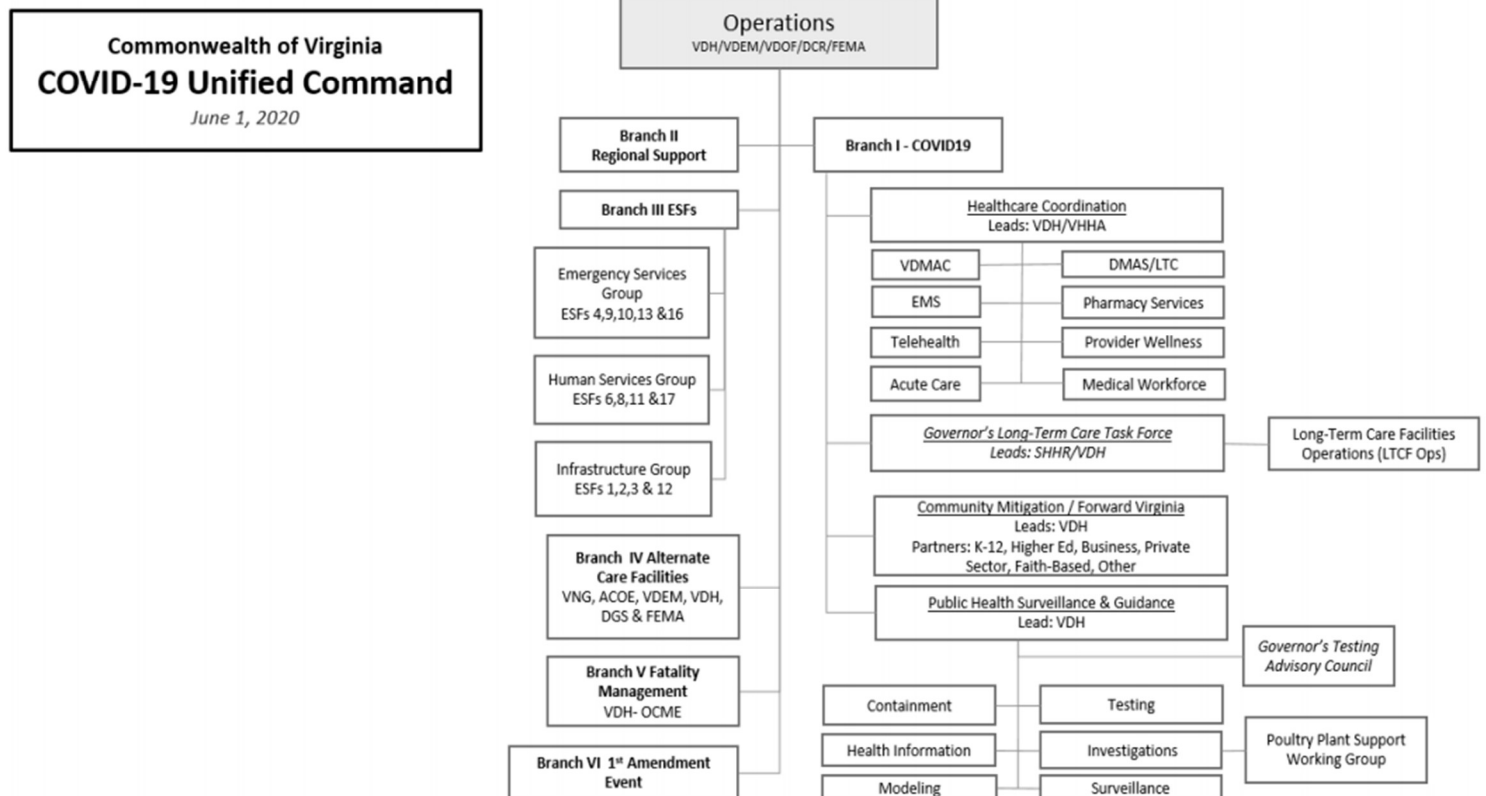 Commonwealth of Virginia
COVID-19 Unified Command
June 1, 2020
Operations
VDH/VDEM/VDOF/DCR/FEMA
Branch II
Regional Support
Branch III ESFs
Emergency Services
Group
ESFs 4,9,10,13 &16
Human Services Group
ESFs 6,8,11 &17
Infrastructure Group
ESFs 1,2,3 & 12
Branch IV Alternate
Care Facilities
VNG, ACOE, VDEM, VDH,
DGS & FEMA
Branch V Fatality
Management
VDH- OCME
Branch VI 1st Amendment
Event
Branch I - COVID19
Healthcare Coordination
Leads: VDH/VHHA
VDMAC
DMAS/LTC
EMS
Pharmacy Services
Telehealth
Provider Wellness
Acute Care
Medical Workforce
Governor's Long-Term Care Task Force
Leads: SHHR/VDH
Long-Term Care Facilities
Operations (LTCF Ops)
Community Mitigation / Forward Virginia
Leads: VDH
Partners: K-12, Higher Ed, Business, Private
Sector, Faith-Based, Other
Public Health Surveillance & Guidance
Lead: VDH
Governor's Testing
Advisory Council
Containment
Testing
Health Information
Investigations
Poultry Plant Support
Working Group
Modeling
Surveillance